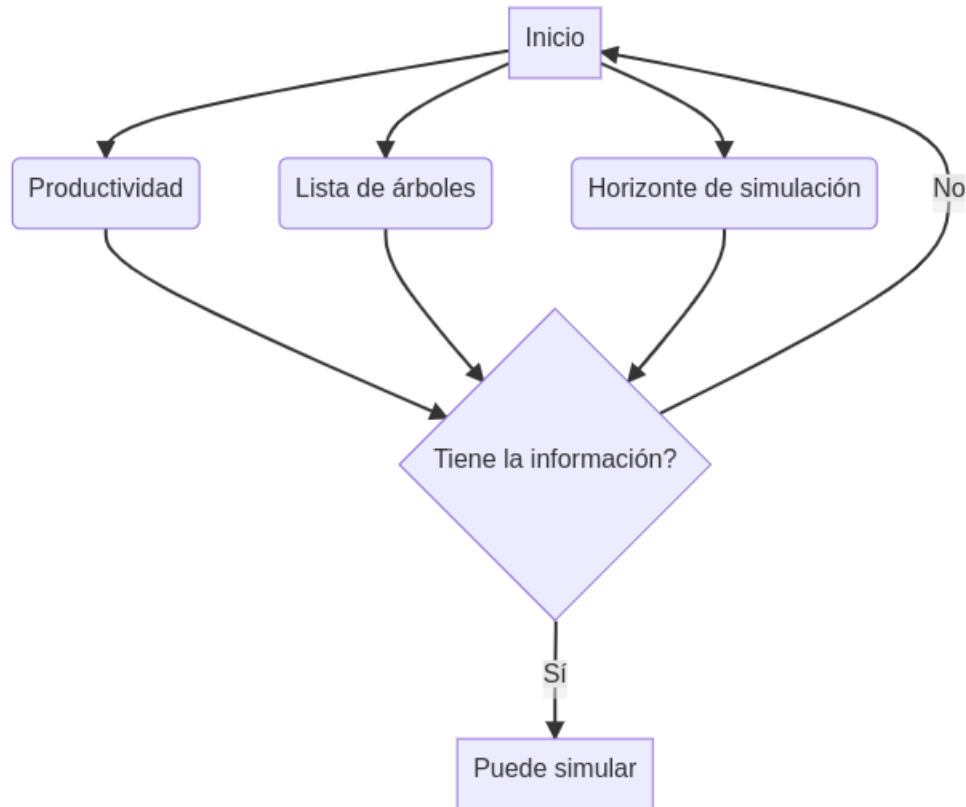 Inicio
Productividad
Lista de árboles
Horizonte de simulación
No
Tiene la información?
Sí
Puede simular